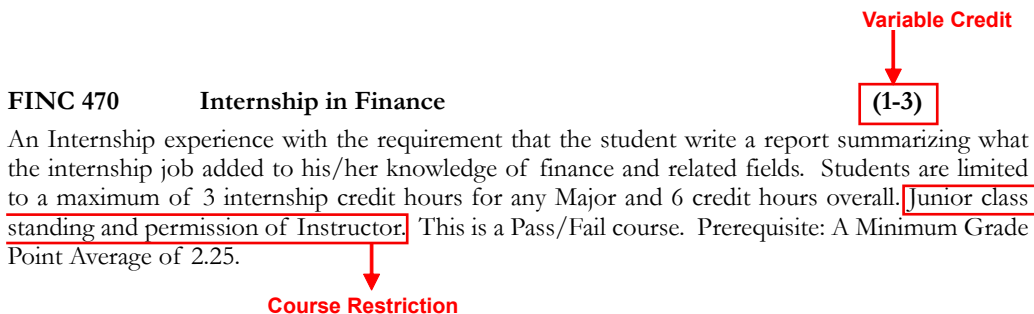 Variable Credit
FINC 470 Internship in Finance (1-3)
An Internship experience with the requirement that the student write a report summarizing what
the internship job added to his/her knowledge of finance and related fields. Students are limited
to a maximum of 3 internship credit hours for any Major and 6 credit hours overall. Junior class
standing and permission of Instructor. This is a Pass/Fail course. Prerequisite: A Minimum Grade
Point Average of 2.25.
Course Restriction